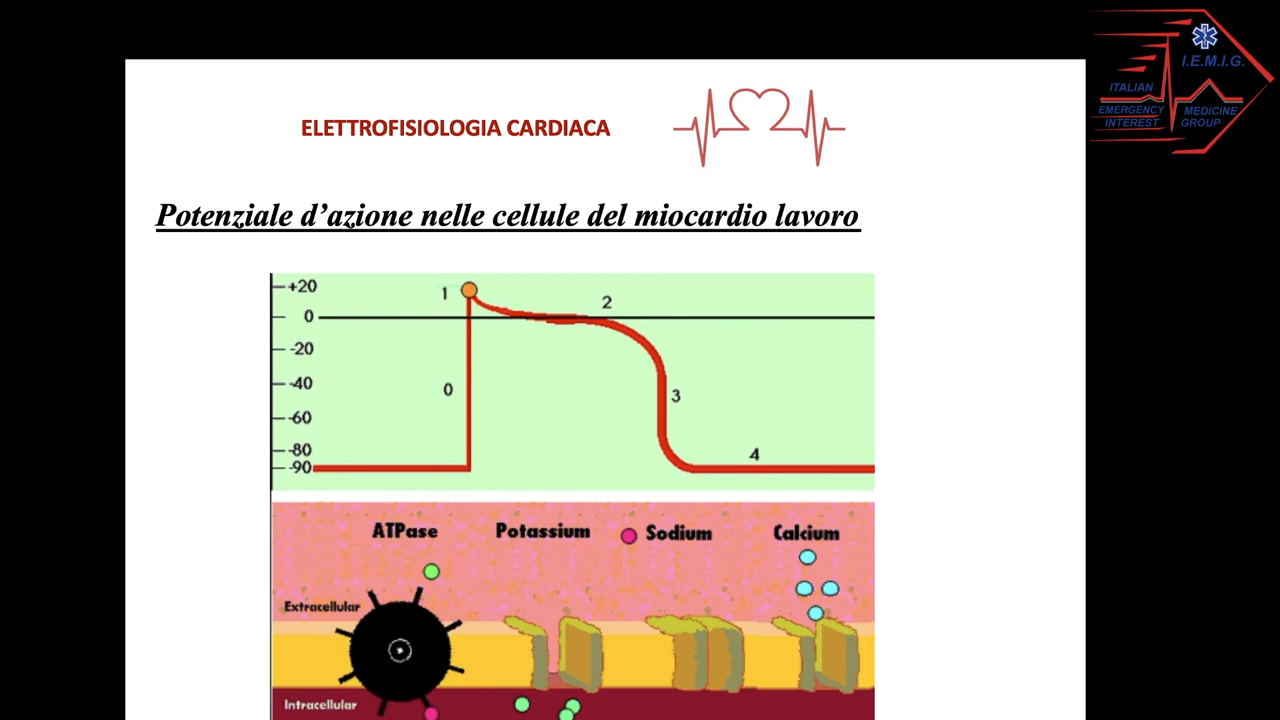 I.E.M.I.G.
ITALIAN
EMERGENCY MEDICINE
INTEREST GROUP
ELETTROFISIOLOGIA CARDIACA
Potenziale d’azione nelle cellule del miocardio lavoro
+20
0
-20
-40
-60
-80
-90
1
2
0
3
4
ATPase Potassium Sodium Calcium
Extracellular
Intracellular